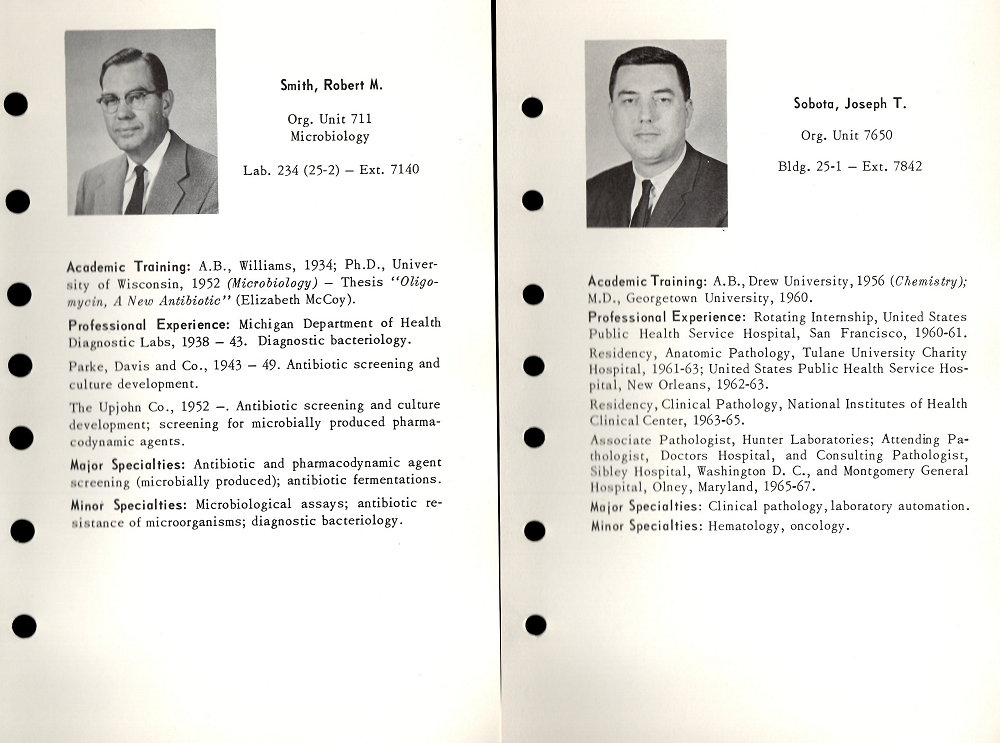 Smith, Robert M.
Org. Unit 711
Microbiology
Lab. 234 (25-2) — Ext. 7140
Academic Training: A.B., Williams, 1934; Ph.D., Univer-
sity of Wisconsin, 1952 (Microbiology) — Thesis "Oligo-
mycin, A New Antibiotic" (Elizabeth McCoy).
Professional Experience: Michigan Department of Health
Diagnostic Labs, 1938 — 43. Diagnostic bacteriology.
Parke, Davis and Co., 1943 — 49. Antibiotic screening and
culture development.
The Upjohn Co., 1952 —. Antibiotic screening and culture
development; screening for microbially produced pharma-
codynamic agents.
Major Specialties: Antibiotic and pharmacodynamic agent
screening (microbially produced); antibiotic fermentations.
Minor Specialties: Microbiological assays; antibiotic re-
sistance of microorganisms; diagnostic bacteriology.
Sobota, Joseph T.
Org. Unit 7650
Bldg. 25-1 — Ext. 7842
Academic Training: A.B., Drew University, 1956 (Chemistry);
M.D., Georgetown University, 1960.
Professional Experience: Rotating Internship, United States
Public Health Service Hospital, San Francisco, 1960-61.
Residency, Anatomic Pathology, Tulane University Charity
Hospital, 1961-63; United States Public Health Service Hos-
pital, New Orleans, 1962-63.
Residency, Clinical Pathology, National Institutes of Health
Clinical Center, 1963-65.
Associate Pathologist, Hunter Laboratories; Attending Pa-
thologist, Doctors Hospital, and Consulting Pathologist,
Sibley Hospital, Washington D. C., and Montgomery General
Hospital, Olney, Maryland, 1965-67.
Major Specialties: Clinical pathology, laboratory automation.
Minor Specialties: Hematology, oncology.